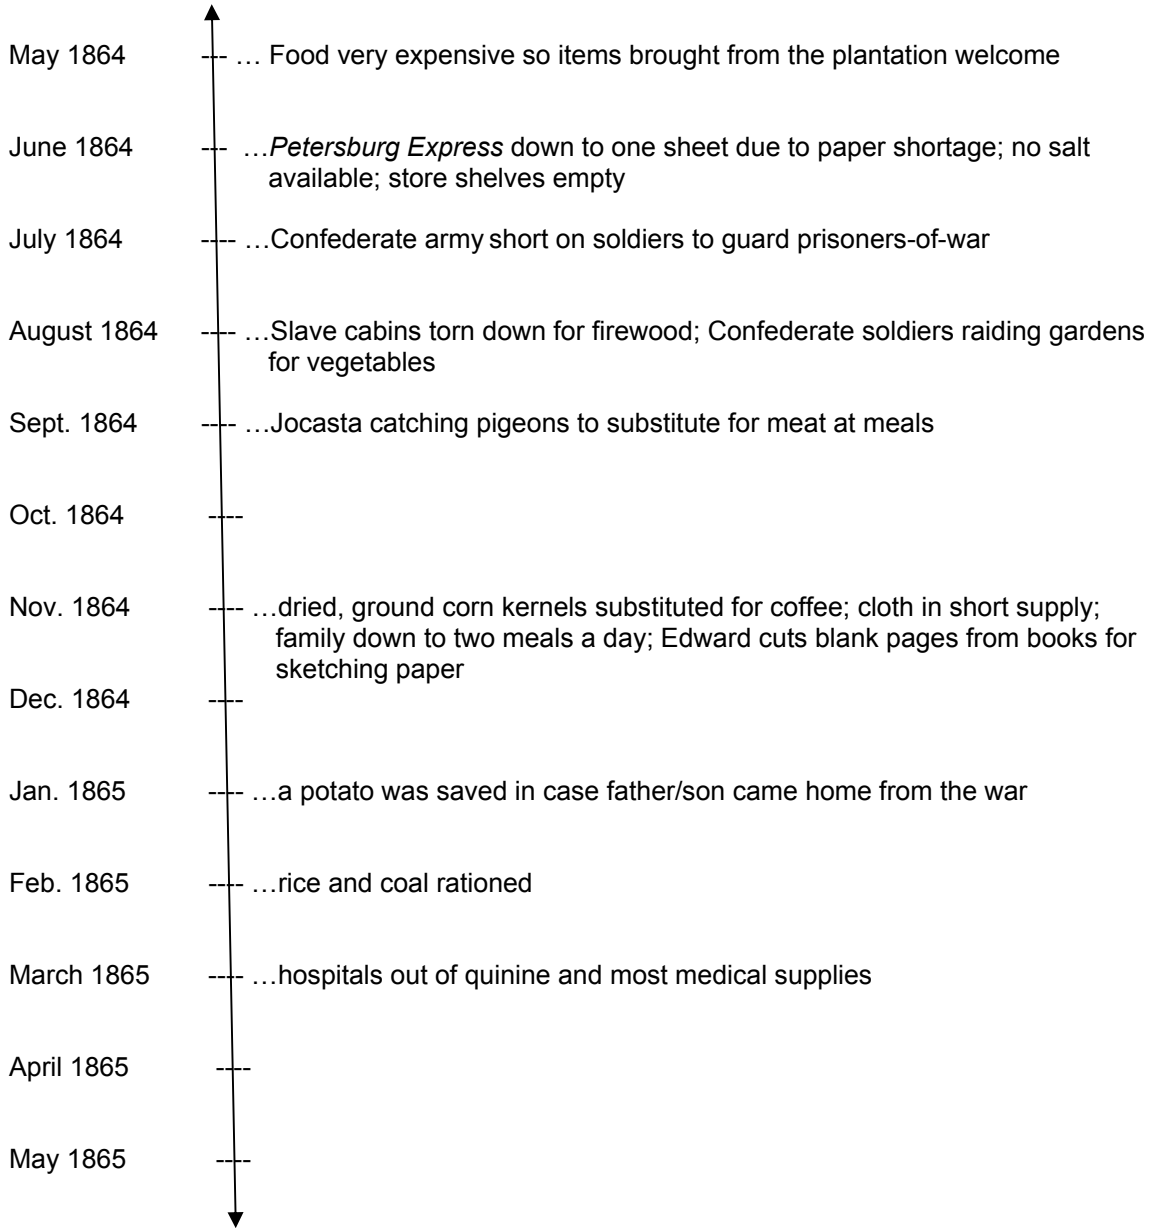 May 1864 --- … Food very expensive so items brought from the plantation welcome
June 1864 --- …Petersburg Express down to one sheet due to paper shortage; no salt
available; store shelves empty
July 1864 ---- …Confederate army short on soldiers to guard prisoners-of-war
August 1864 ---- …Slave cabins torn down for firewood; Confederate soldiers raiding gardens
for vegetables
Sept. 1864 ---- …Jocasta catching pigeons to substitute for meat at meals
Oct. 1864 ----
Nov. 1864 ---- …dried, ground corn kernels substituted for coffee; cloth in short supply;
family down to two meals a day; Edward cuts blank pages from books for
sketching paper
Dec. 1864 ----
Jan. 1865 ---- …a potato was saved in case father/son came home from the war
Feb. 1865 ---- …rice and coal rationed
March 1865 ---- …hospitals out of quinine and most medical supplies
April 1865 ----
May 1865 ----